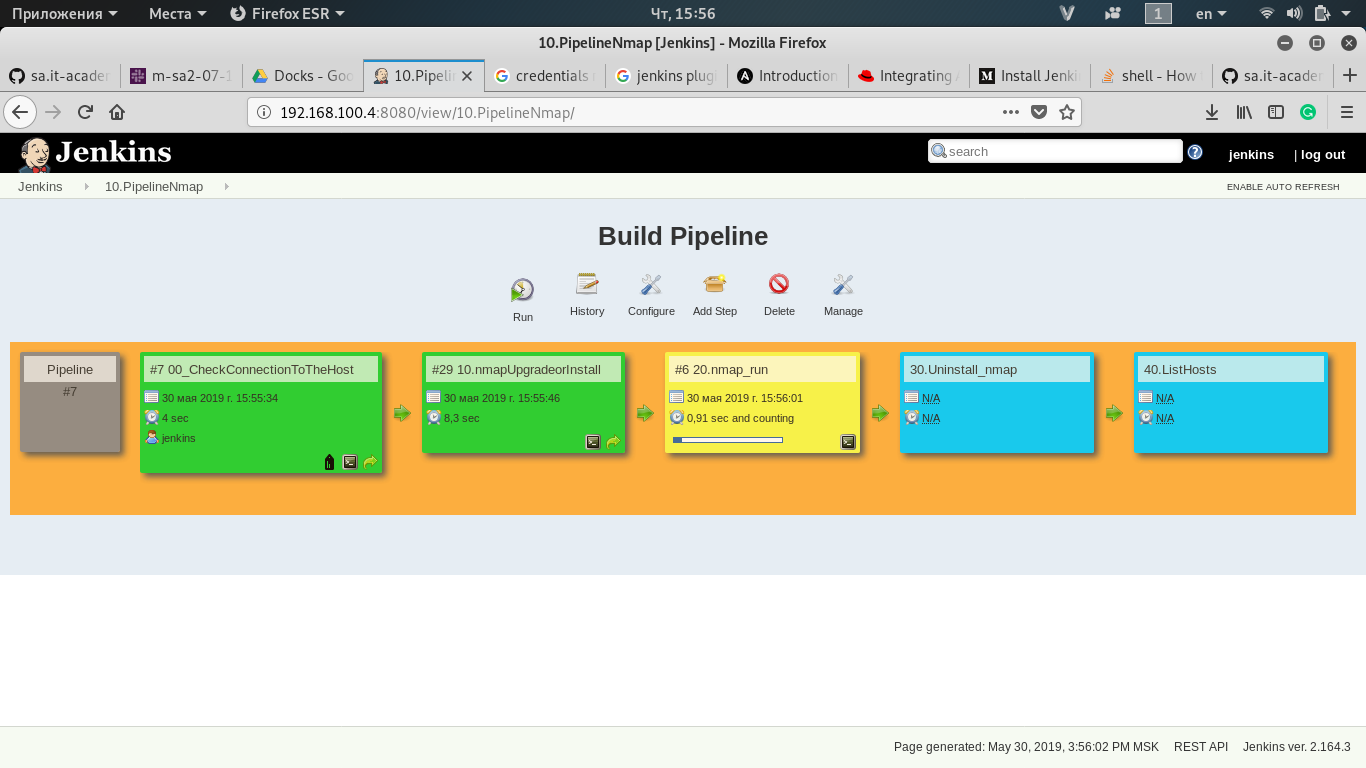 Приложения Места Firefox ESR Чт, 15:56 1 en
10.PipelineNmap [Jenkins] - Mozilla Firefox
sa.it-acader m-sa2-07-1 Docks - Goo 10.Pipelin credentials jenkins plugi Introduction Integrating A Install Jenki shell - How sa.it-acaden
192.168.100.4:8080/view/10.PipelineNmap/
Jenkins search jenkins | log out
Jenkins 10.PipelineNmap ENABLE AUTO REFRESH
Build Pipeline
Run History Configure Add Step Delete Manage
Pipeline
#7
#7 00_CheckConnectionToTheHost
30 мая 2019 г. 15:55:34
4 sec
jenkins
#29 10.nmapUpgradeorInstall
30 мая 2019 г. 15:55:46
8,3 sec
#6 20.nmap_run
30 мая 2019 г. 15:56:01
0,91 sec and counting
30.Uninstall_nmap
N/A
N/A
40.ListHosts
N/A
N/A
Page generated: May 30, 2019, 3:56:02 PM MSK REST API Jenkins ver. 2.164.3